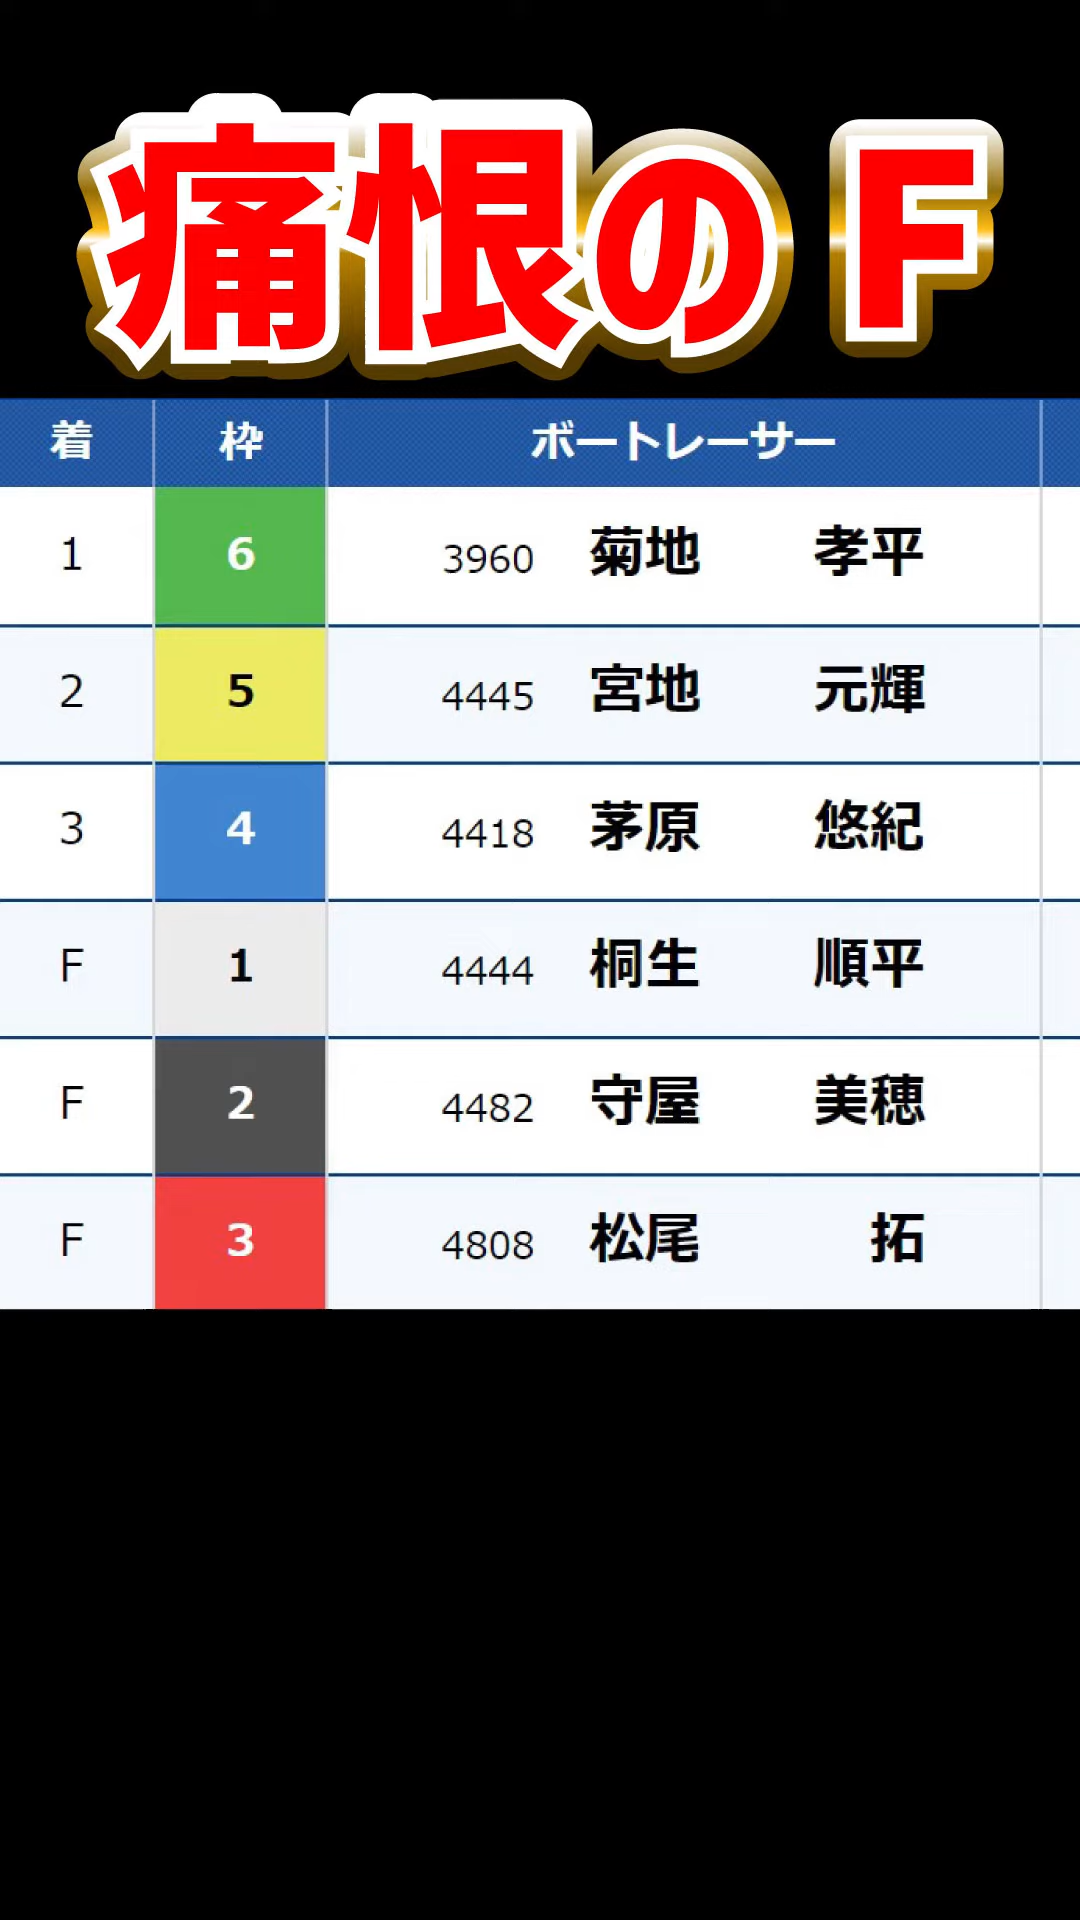 痛恨のF
着 枠 ボートレーサー
1 6 3960 菊地 孝平
2 5 4445 宮地 元輝
3 4 4418 茅原 悠紀
F 1 4444 桐生 順平
F 2 4482 守屋 美穂
F 3 4808 松尾 拓